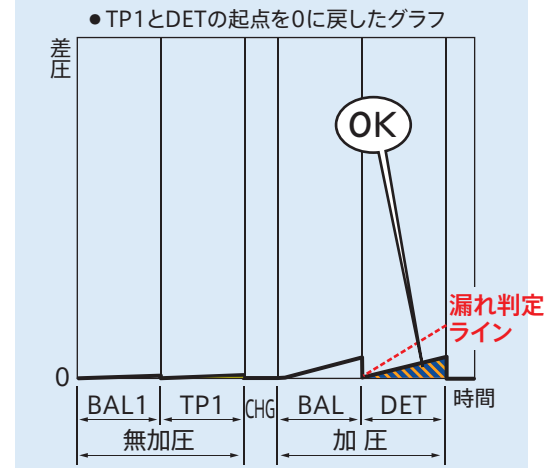 ● TP1とDETの起点を0に戻したグラフ
差圧
OK
漏れ判定
ライン
0
BAL1 TP1 CHG BAL DET 時間
無加圧 加 圧